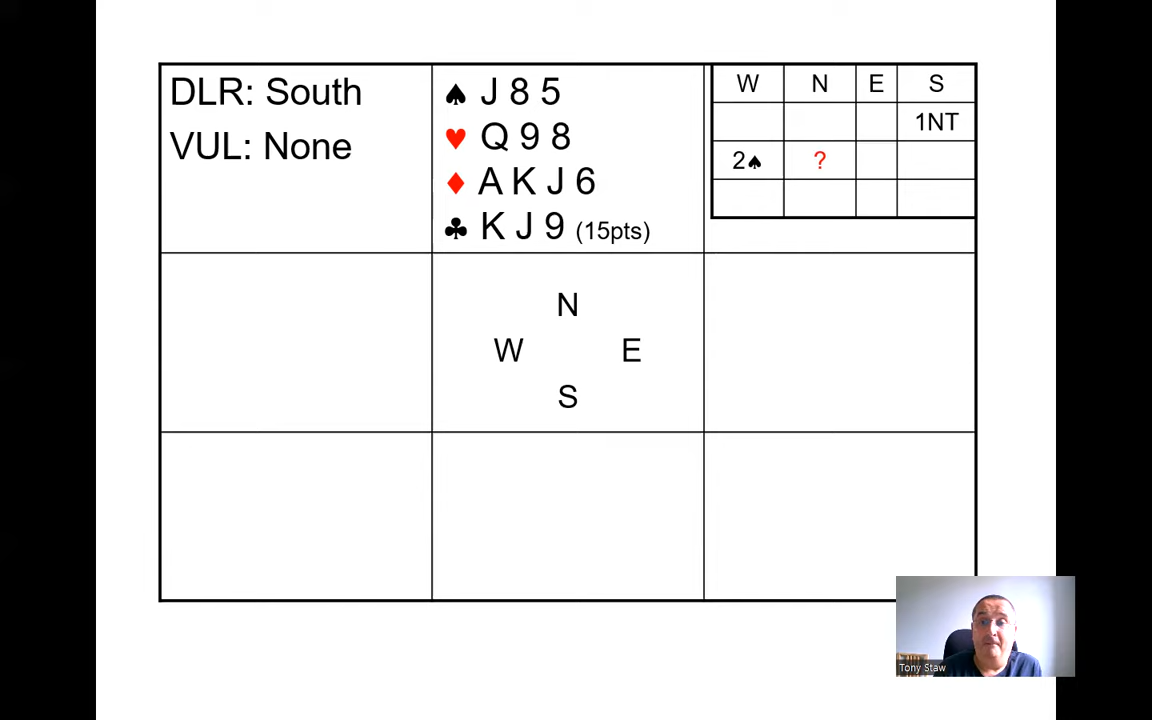 DLR: South
VUL: None
♠ J 8 5
♥ Q 9 8
♦ A K J 6
♣ K J 9 (15pts)
W N E S
1NT
2♠ ?
N
W E
S
Tony Staw